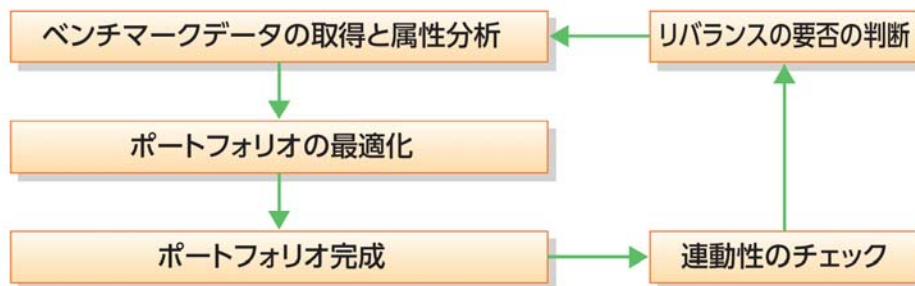 ベンチマークデータの取得と属性分析
リバランスの要否の判断
ポートフォリオの最適化
ポートフォリオ完成
連動性のチェック